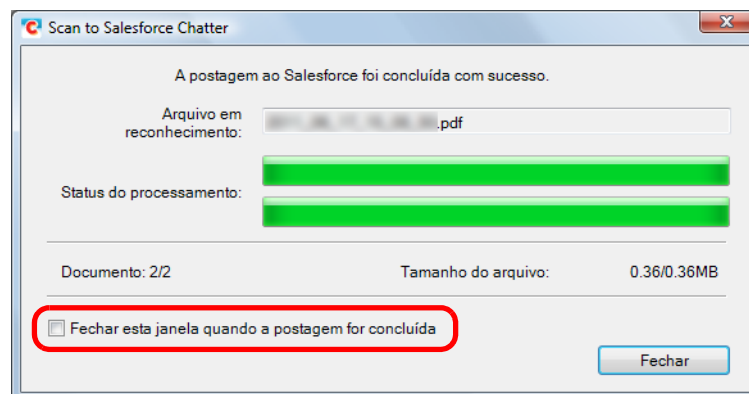 Scan to Salesforce Chatter
A postagem ao Salesforce foi concluída com sucesso.
Arquivo em
reconhecimento:
.pdf
Status do processamento:
Documento: 2/2 Tamanho do arquivo: 0.36/0.36MB
Fechar esta janela quando a postagem for concluída
Fechar